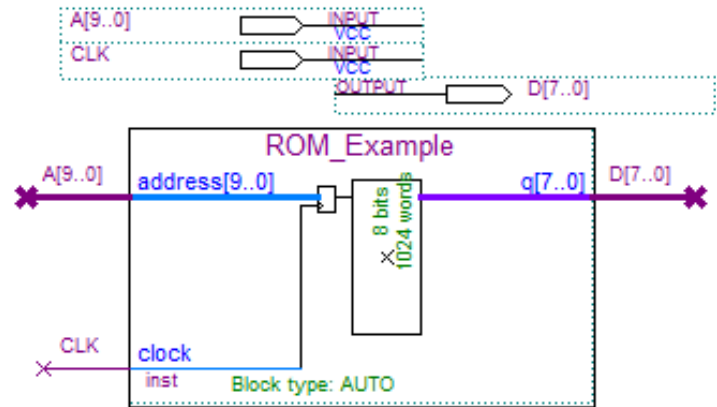 A[9..0] INPUT
VCC
CLK INPUT
VCC
OUTPUT D[7..0]
ROM_Example
A[9..0] address[9..0] q[7..0] D[7..0]
8 bits
1024 words
CLK clock
inst Block type: AUTO